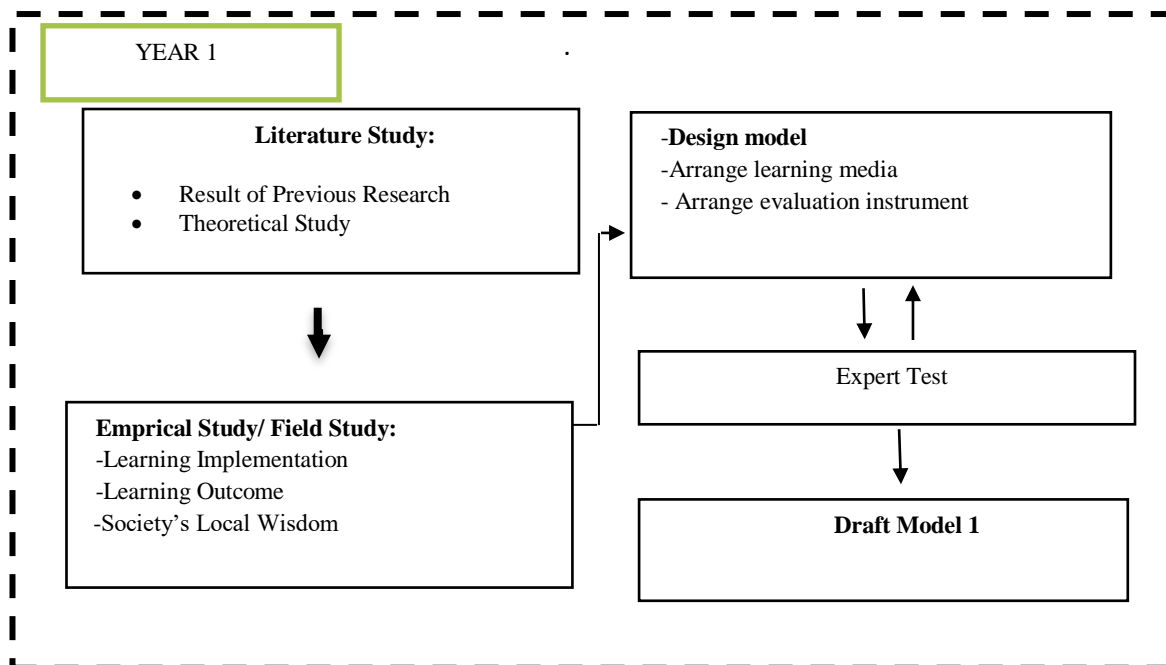 YEAR 1
.
Literature Study:
• Result of Previous Research
• Theoretical Study
Emprical Study/ Field Study:
-Learning Implementation
-Learning Outcome
-Society’s Local Wisdom
-Design model
-Arrange learning media
- Arrange evaluation instrument
Expert Test
Draft Model 1